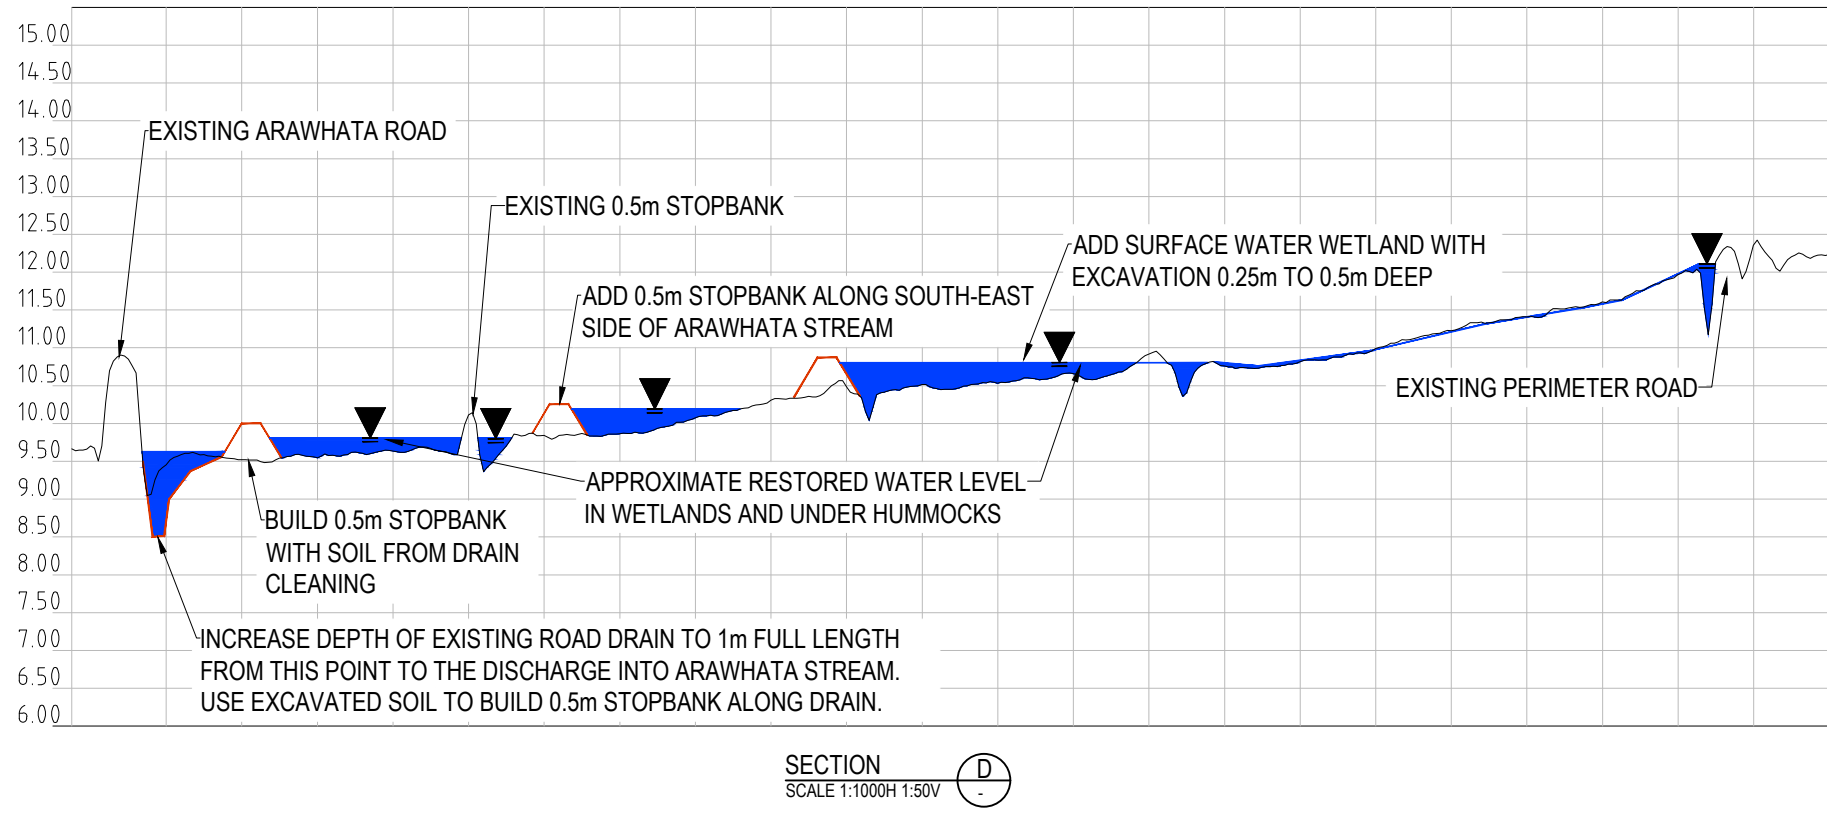 15.00
14.50
14.00
13.50
13.00
12.50
12.00
11.50
11.00
10.50
10.00
9.50
9.00
8.50
8.00
7.50
7.00
6.50
6.00
EXISTING ARAWHATA ROAD
EXISTING 0.5m STOPBANK
ADD SURFACE WATER WETLAND WITH
EXCAVATION 0.25m TO 0.5m DEEP
ADD 0.5m STOPBANK ALONG SOUTH-EAST
SIDE OF ARAWHATA STREAM
EXISTING PERIMETER ROAD
APPROXIMATE RESTORED WATER LEVEL
IN WETLANDS AND UNDER HUMMOCKS
BUILD 0.5m STOPBANK
WITH SOIL FROM DRAIN
CLEANING
INCREASE DEPTH OF EXISTING ROAD DRAIN TO 1m FULL LENGTH
FROM THIS POINT TO THE DISCHARGE INTO ARAWHATA STREAM.
USE EXCAVATED SOIL TO BUILD 0.5m STOPBANK ALONG DRAIN.
SECTION
SCALE 1:1000H 1:50V
D
-